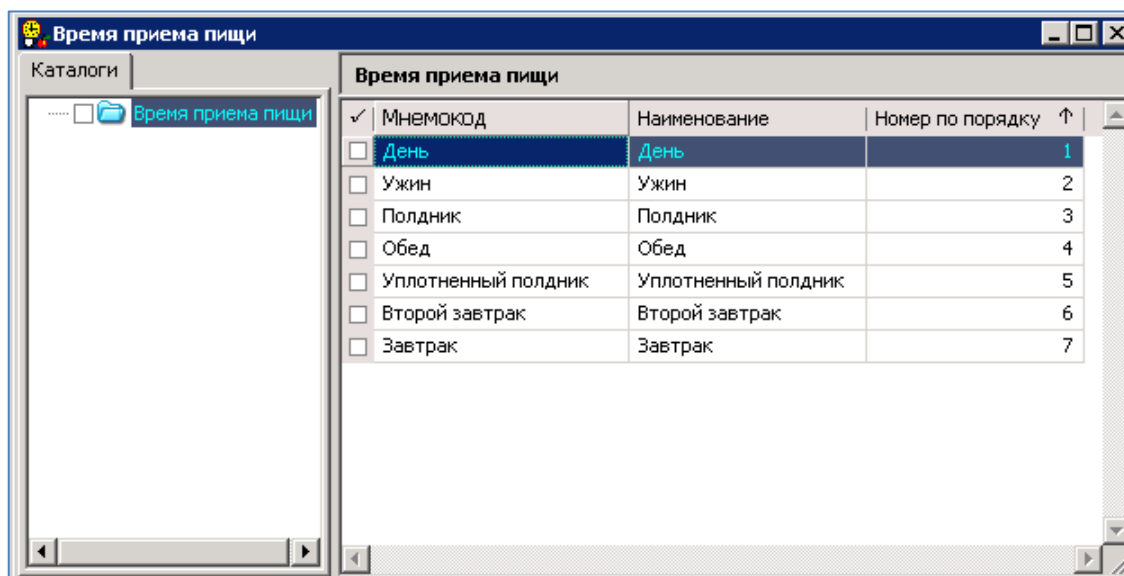 Время приема пищи
Каталоги
Время приема пищи
Время приема пищи
Мнемокод Наименование Номер по порядку
День День 1
Ужин Ужин 2
Полдник Полдник 3
Обед Обед 4
Уплотненный полдник Уплотненный полдник 5
Второй завтрак Второй завтрак 6
Завтрак Завтрак 7